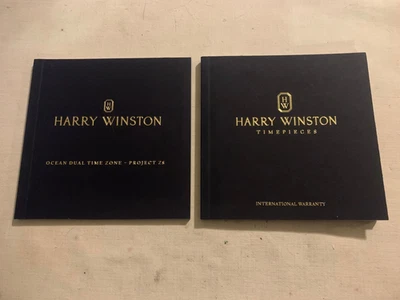 HW
HARRY WINSTON
OCEAN DUAL TIME ZONE - PROJECT Z8
HW
HARRY WINSTON
TIMEPIECES
INTERNATIONAL WARRANTY